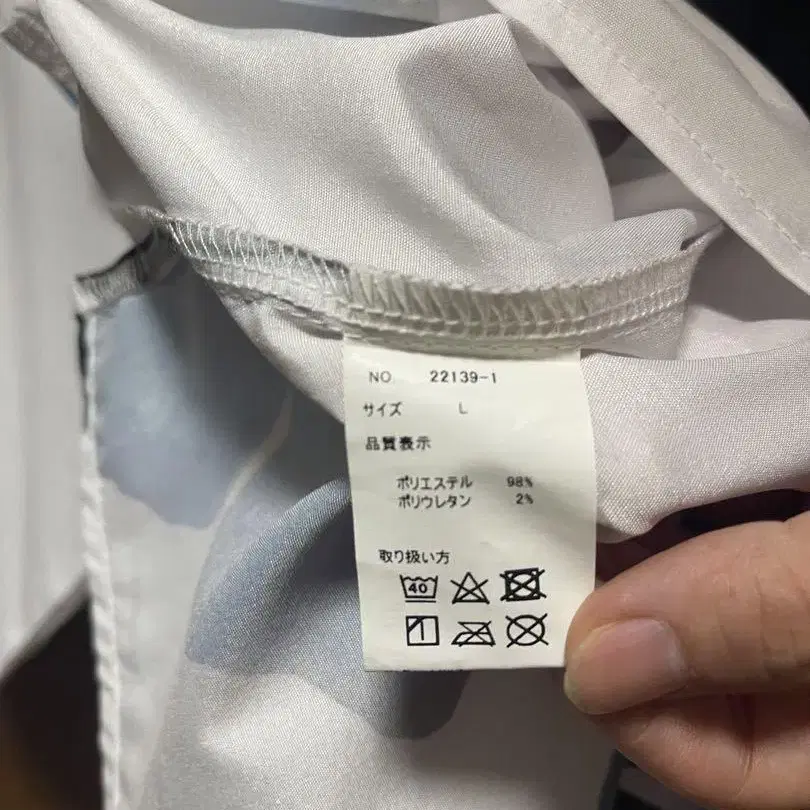 NO. 22139-1
サイズ L
品質表示
ポリエステル 98%
ポリウレタン 2%
取り扱い方
40